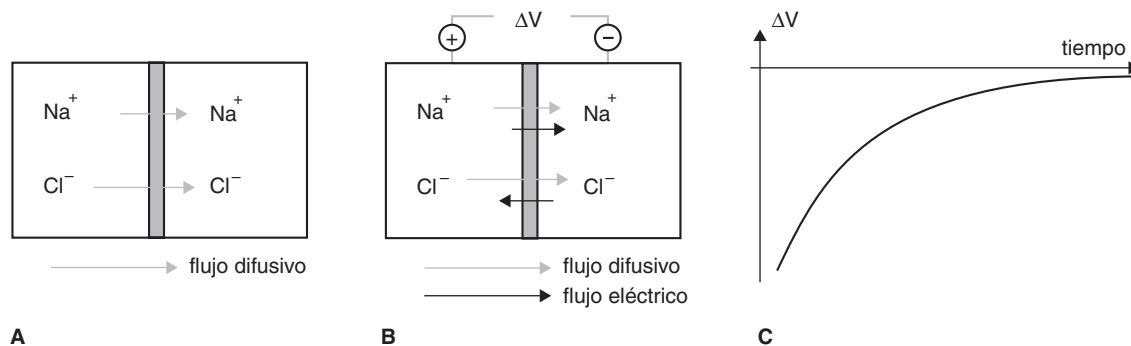 Na+ Na+
Cl− Cl−
flujo difusivo
A
ΔV
+ −
Na+ Na+
Cl− Cl−
flujo difusivo
flujo eléctrico
B
ΔV
tiempo
C